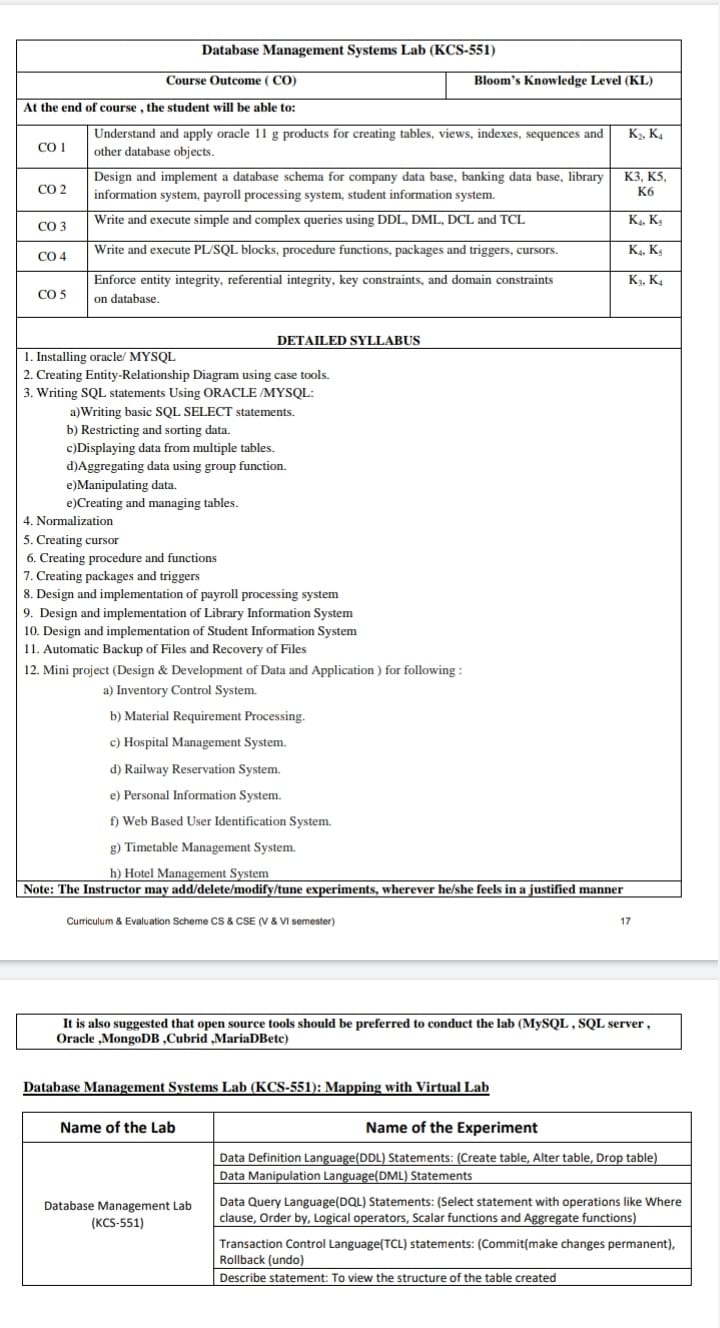 Database Management Systems Lab (KCS-551)
Course Outcome ( CO)
Bloom's Knowledge Level (KL)
At the end of course , the student will be able to:
CO 1
Understand and apply oracle 11 g products for creating tables, views, indexes, sequences and
other database objects.
K₂, K₄
CO 2
Design and implement a database schema for company data base, banking data base, library
information system, payroll processing system, student information system.
K3, K5,
K6
CO 3
Write and execute simple and complex queries using DDL, DML, DCL and TCL
K₄, K₅
CO 4
Write and execute PL/SQL blocks, procedure functions, packages and triggers, cursors.
K₄, K₅
CO 5
Enforce entity integrity, referential integrity, key constraints, and domain constraints
on database.
K₃, K₄
DETAILED SYLLABUS
1. Installing oracle/ MYSQL
2. Creating Entity-Relationship Diagram using case tools.
3. Writing SQL statements Using ORACLE /MYSQL:
a)Writing basic SQL SELECT statements.
b) Restricting and sorting data.
c)Displaying data from multiple tables.
d)Aggregating data using group function.
e)Manipulating data.
e)Creating and managing tables.
4. Normalization
5. Creating cursor
6. Creating procedure and functions
7. Creating packages and triggers
8. Design and implementation of payroll processing system
9. Design and implementation of Library Information System
10. Design and implementation of Student Information System
11. Automatic Backup of Files and Recovery of Files
12. Mini project (Design & Development of Data and Application ) for following :
a) Inventory Control System.
b) Material Requirement Processing.
c) Hospital Management System.
d) Railway Reservation System.
e) Personal Information System.
f) Web Based User Identification System.
g) Timetable Management System.
h) Hotel Management System
Note: The Instructor may add/delete/modify/tune experiments, wherever he/she feels in a justified manner
Curriculum & Evaluation Scheme CS & CSE (V & VI semester)
17
It is also suggested that open source tools should be preferred to conduct the lab (MySQL , SQL server ,
Oracle ,MongoDB ,Cubrid ,MariaDBetc)
Database Management Systems Lab (KCS-551): Mapping with Virtual Lab
Name of the Lab
Name of the Experiment
Database Management Lab
(KCS-551)
Data Definition Language(DDL) Statements: (Create table, Alter table, Drop table)
Data Manipulation Language(DML) Statements
Data Query Language(DQL) Statements: (Select statement with operations like Where
clause, Order by, Logical operators, Scalar functions and Aggregate functions)
Transaction Control Language(TCL) statements: (Commit(make changes permanent),
Rollback (undo)
Describe statement: To view the structure of the table created